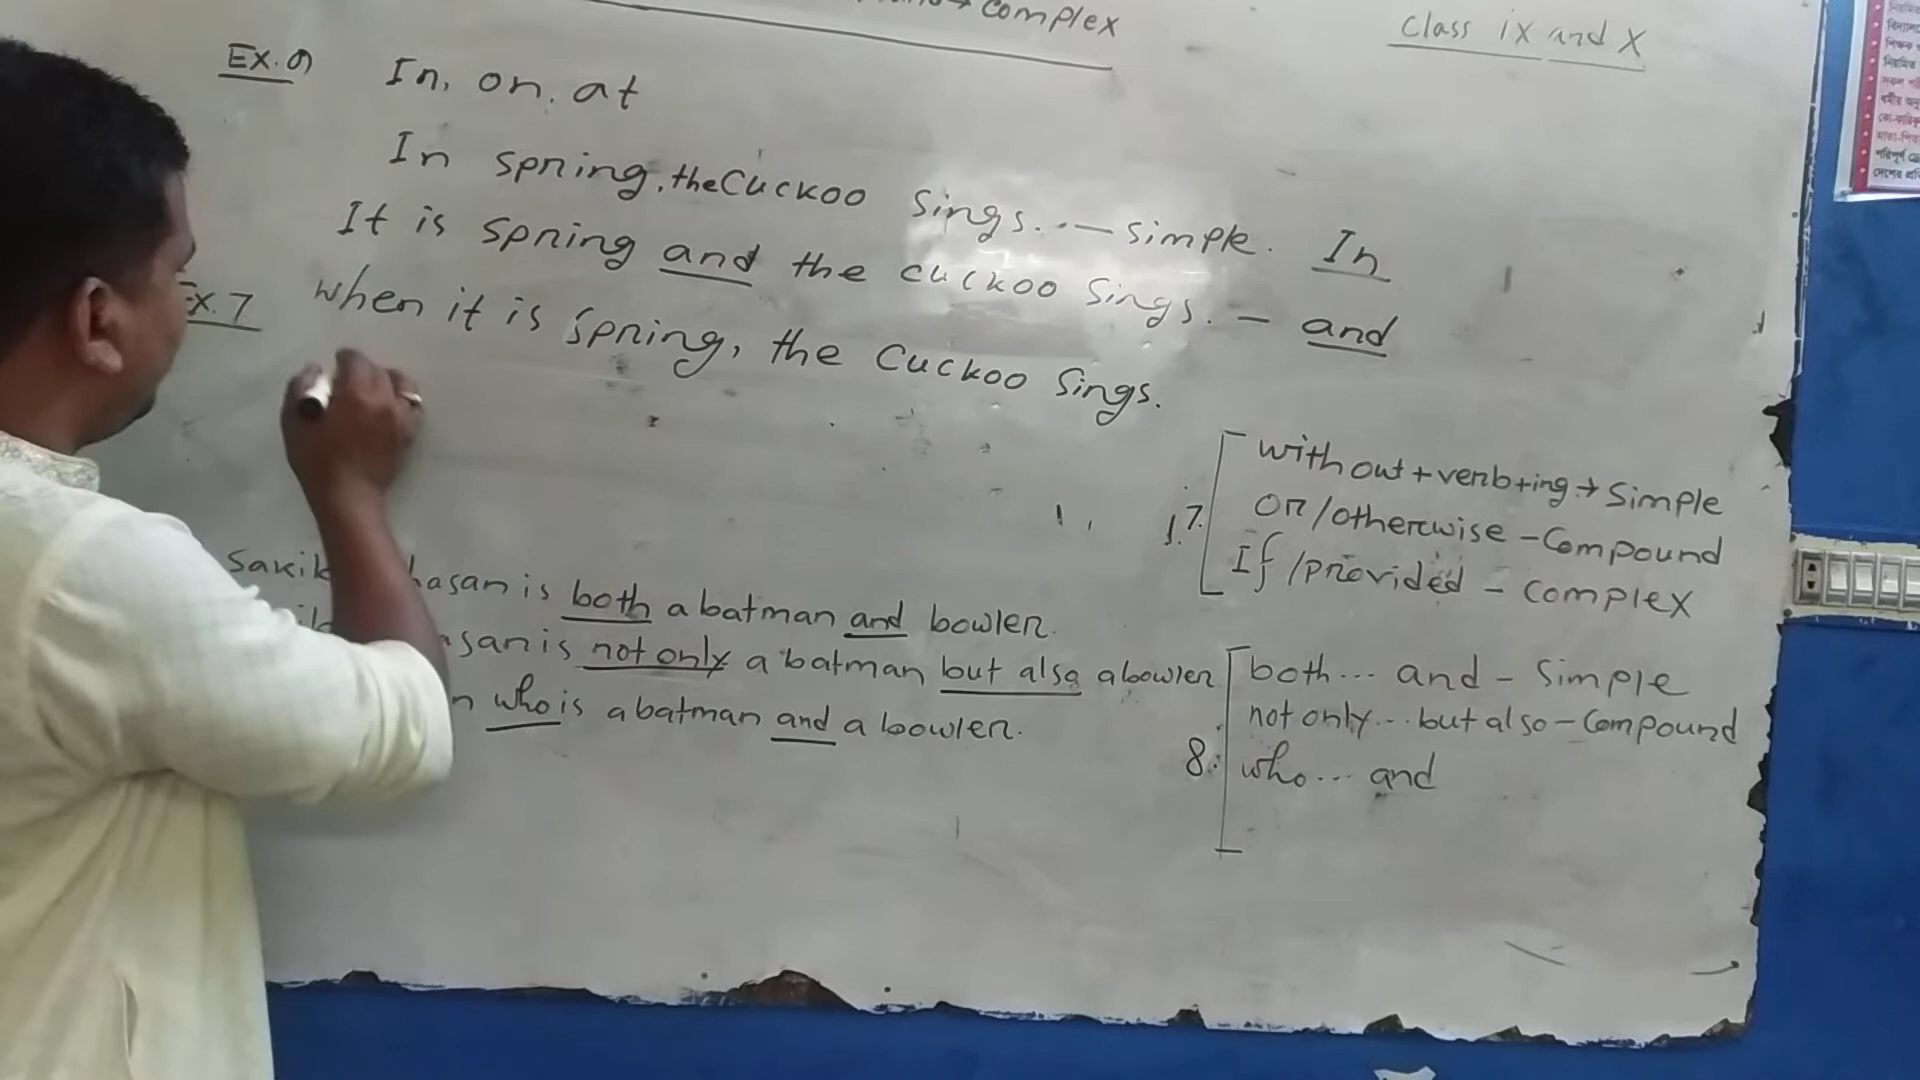 complex
Class ix and X
Ex. ๑
In, on, at
In spring, the Cuckoo Sings. — simple. In
It is spring and the cuckoo Sings. - and
Ex. 7
when it is spring, the Cuckoo Sings.
1.7. without + verb + ing → Simple
or/otherwise - Compound
If /provided - complex
hasan is both a batman and bowler.
is not only a batman but also a bowler.
who is a batman and a bowler.
8. both... and - Simple
not only... but also - Compound
who... and